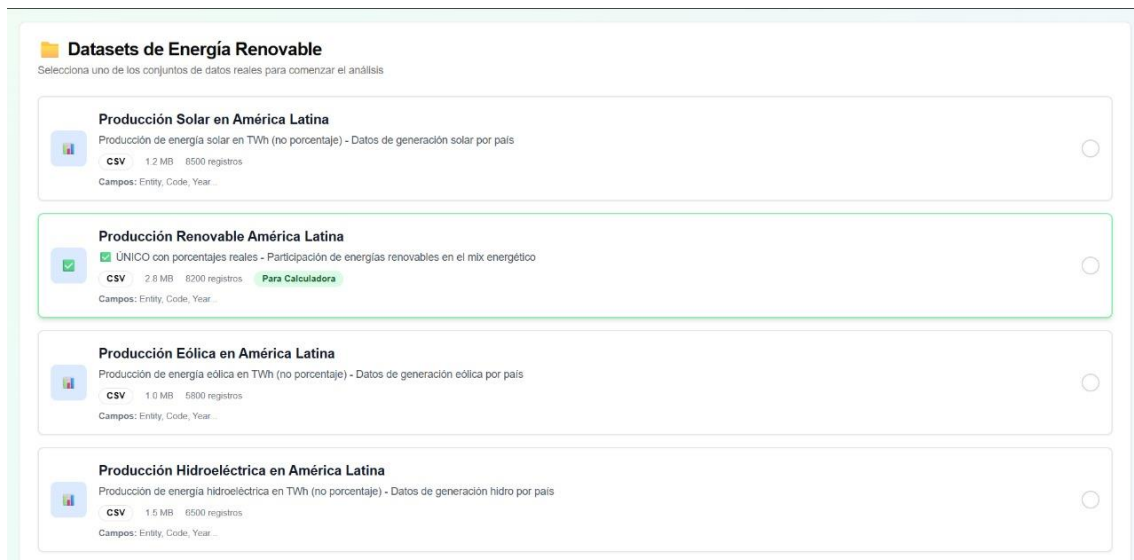 Datasets de Energía Renovable
Selecciona uno de los conjuntos de datos reales para comenzar el análisis
Producción Solar en América Latina
Producción de energía solar en TWh (no porcentaje) - Datos de generación solar por país
CSV 1.2 MB 8500 registros
Campos: Entity, Code, Year...
Producción Renovable América Latina
✅ ÚNICO con porcentajes reales - Participación de energías renovables en el mix energético
CSV 2.8 MB 8200 registros Para Calculadora
Campos: Entity, Code, Year...
Producción Eólica en América Latina
Producción de energía eólica en TWh (no porcentaje) - Datos de generación eólica por país
CSV 1.0 MB 5800 registros
Campos: Entity, Code, Year...
Producción Hidroeléctrica en América Latina
Producción de energía hidroeléctrica en TWh (no porcentaje) - Datos de generación hidro por país
CSV 1.5 MB 6500 registros
Campos: Entity, Code, Year...